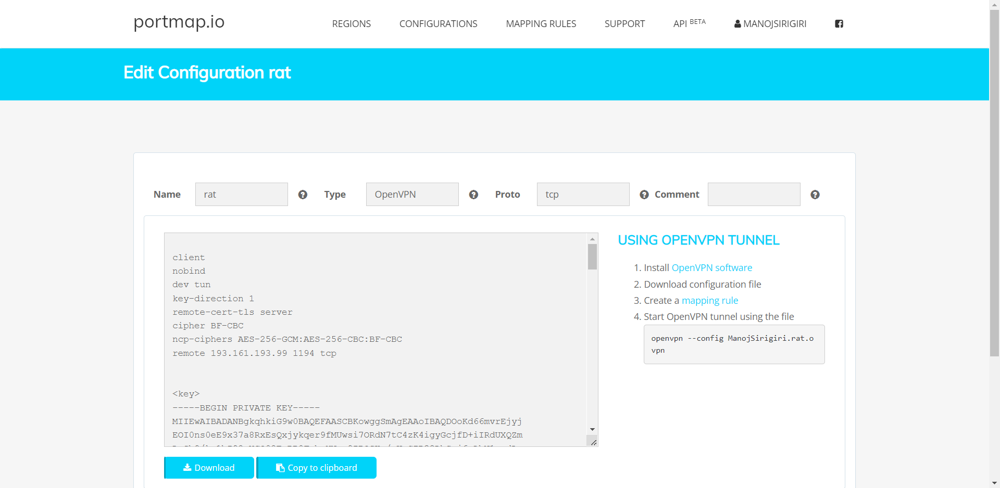 portmap.io
REGIONS CONFIGURATIONS MAPPING RULES SUPPORT API BETA MANOJSIRIGIRI
Edit Configuration rat
Name rat Type OpenVPN Proto tcp Comment
client
nobind
dev tun
key-direction 1
remote-cert-tls server
cipher BF-CBC
ncp-ciphers AES-256-GCM:AES-256-CBC:BF-CBC
remote 193.161.193.99 1194 tcp
<key>
-----BEGIN PRIVATE KEY-----
MIIEwAIBADANBgkqhkiG9w0BAQEFAASCBKowggSmAgEAAoIBAQDOoKd66mvrEjyj
EOI0ns0eE9x37a8RxEsQxjykqer9fMUwsi7ORdN7tC4zK4igyGcjfD+iIRdUXQZm
Download Copy to clipboard
USING OPENVPN TUNNEL
1. Install OpenVPN software
2. Download configuration file
3. Create a mapping rule
4. Start OpenVPN tunnel using the file
openvpn --config ManojSirigiri.rat.o
vpn